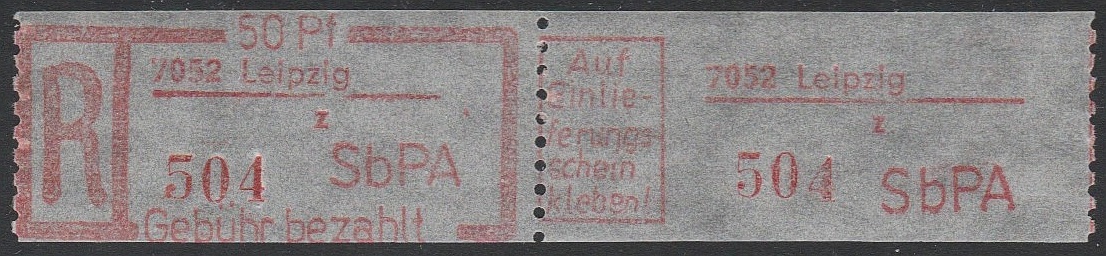 50 Pf
R
7052 Leipzig
z
504 SbPA
Gebühr bezahlt
Auf
Einlie-
ferungs-
schein
kleben!
7052 Leipzig
z
504 SbPA